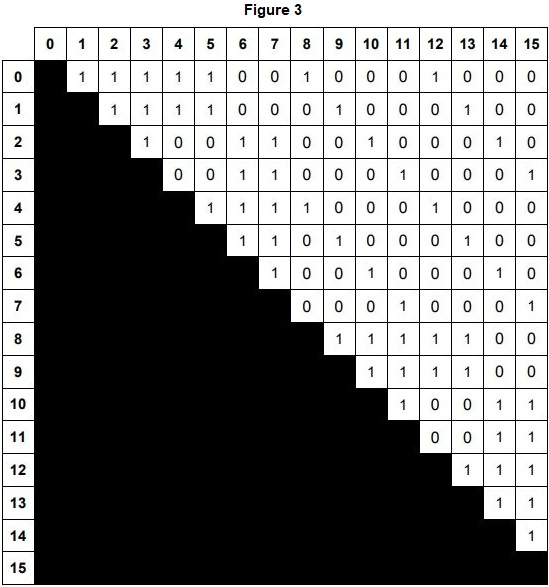 Figure 3
0 1 2 3 4 5 6 7 8 9 10 11 12 13 14 15
0 1 1 1 1 1 0 0 1 0 0 0 1 0 0 0
1 1 1 1 1 0 0 0 1 0 0 0 1 0 0
2 1 0 0 1 1 0 0 1 0 0 0 1 0
3 0 0 1 1 0 0 0 1 0 0 0 1
4 1 1 1 1 0 0 0 1 0 0 0
5 1 1 0 1 0 0 0 1 0 0
6 1 0 0 1 0 0 0 1 0
7 0 0 0 1 0 0 0 1
8 1 1 1 1 1 0 0
9 1 1 1 1 0 0
10 1 0 0 1 1
11 0 0 1 1
12 1 1 1
13 1 1
14 1
15